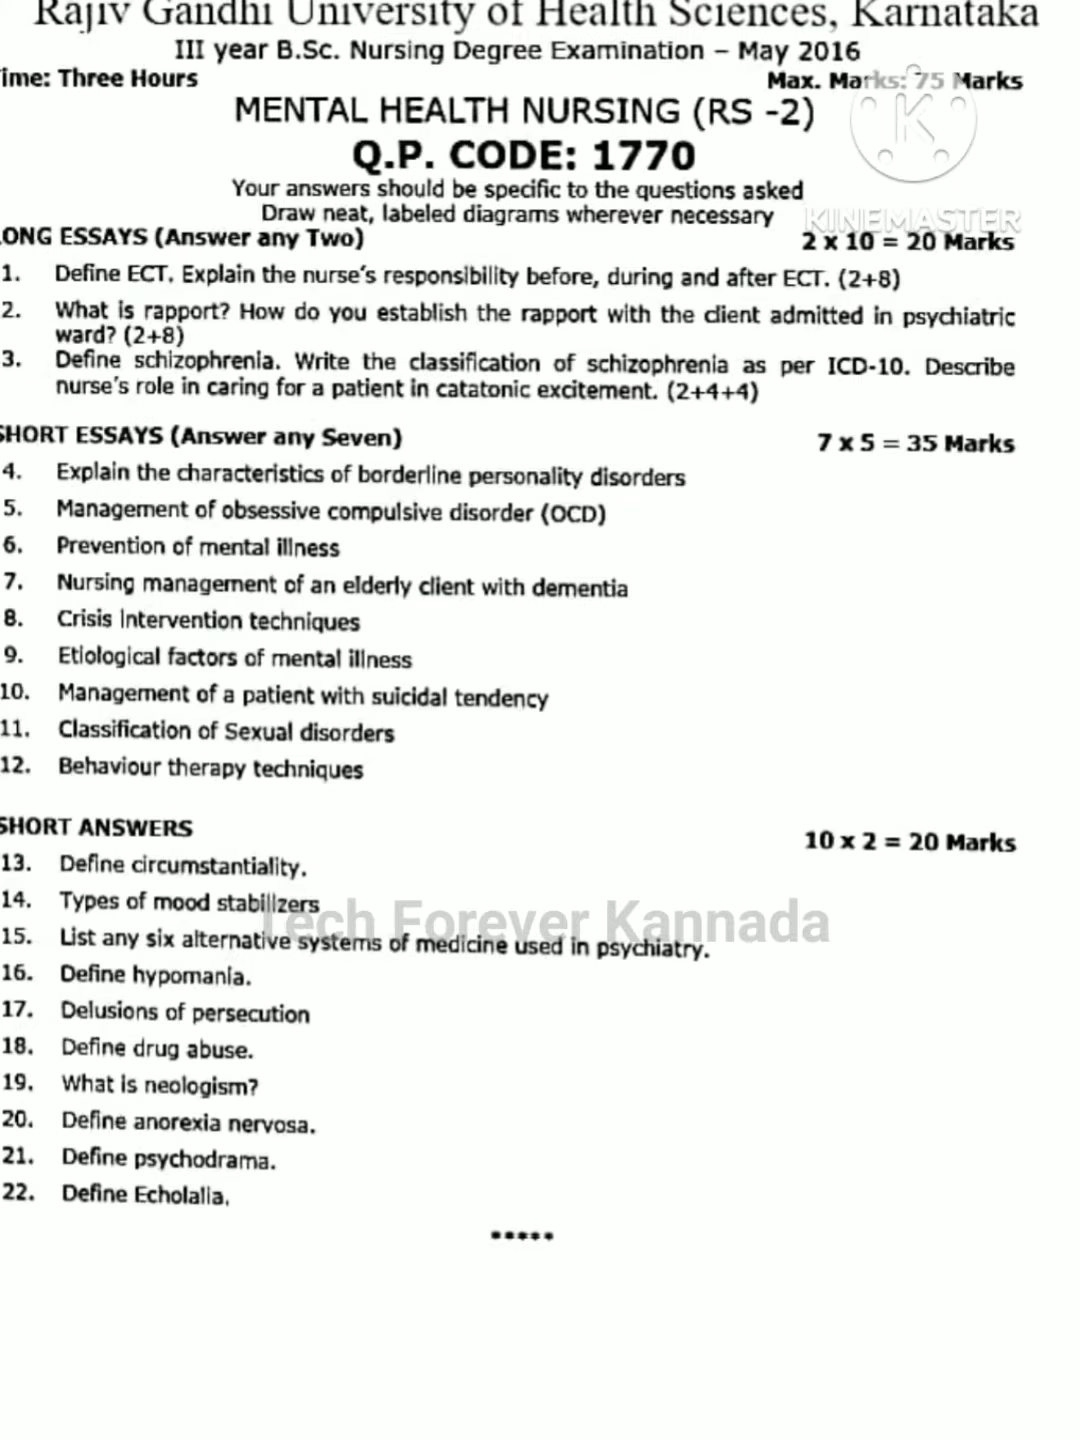 Rajiv Gandhi University of Health Sciences, Karnataka
III year B.Sc. Nursing Degree Examination – May 2016
ime: Three Hours Max. Marks: 75 Marks
MENTAL HEALTH NURSING (RS -2)
Q.P. CODE: 1770
Your answers should be specific to the questions asked
Draw neat, labeled diagrams wherever necessary
KINEMASTER
ONG ESSAYS (Answer any Two) 2 x 10 = 20 Marks
1. Define ECT. Explain the nurse's responsibility before, during and after ECT. (2+8)
2. What is rapport? How do you establish the rapport with the client admitted in psychiatric
ward? (2+8)
3. Define schizophrenia. Write the classification of schizophrenia as per ICD-10. Describe
nurse's role in caring for a patient in catatonic excitement. (2+4+4)
SHORT ESSAYS (Answer any Seven) 7 x 5 = 35 Marks
4. Explain the characteristics of borderline personality disorders
5. Management of obsessive compulsive disorder (OCD)
6. Prevention of mental illness
7. Nursing management of an elderly client with dementia
8. Crisis Intervention techniques
9. Etiological factors of mental illness
10. Management of a patient with suicidal tendency
11. Classification of Sexual disorders
12. Behaviour therapy techniques
SHORT ANSWERS 10 x 2 = 20 Marks
13. Define circumstantiality.
14. Types of mood stabilizers
Tech Forever Kannada
15. List any six alternative systems of medicine used in psychiatry.
16. Define hypomania.
17. Delusions of persecution
18. Define drug abuse.
19. What is neologism?
20. Define anorexia nervosa.
21. Define psychodrama.
22. Define Echolalia.
*****